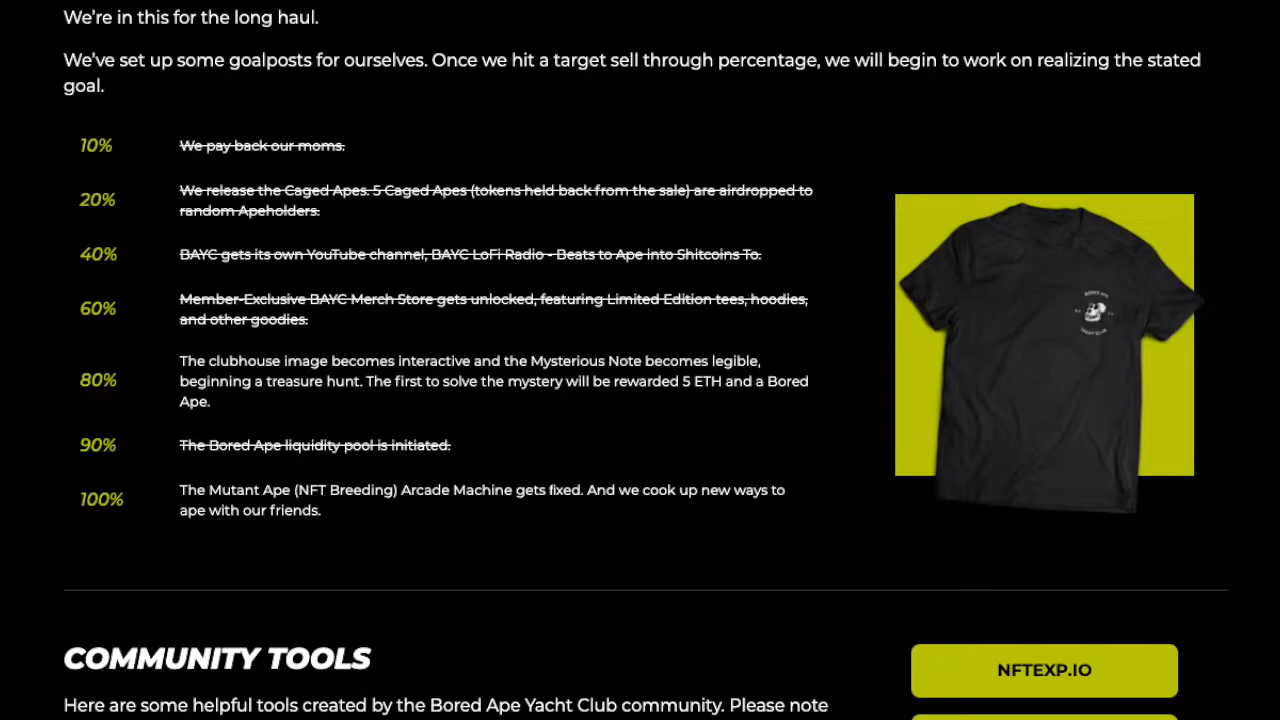 We're in this for the long haul.
We've set up some goalposts for ourselves. Once we hit a target sell through percentage, we will begin to work on realizing the stated
goal.
10% We pay back our moms.
20% We release the Caged Apes. 5 Caged Apes (tokens held back from the sale) are airdropped to
random Apeholders.
40% BAYC gets its own YouTube channel, BAYC LoFi Radio - Beats to Ape into Shitcoins To.
60% Member-Exclusive BAYC Merch Store gets unlocked, featuring Limited Edition tees, hoodies,
and other goodies.
80% The clubhouse image becomes interactive and the Mysterious Note becomes legible,
beginning a treasure hunt. The first to solve the mystery will be rewarded 5 ETH and a Bored
Ape.
90% The Bored Ape liquidity pool is initiated.
100% The Mutant Ape (NFT Breeding) Arcade Machine gets fixed. And we cook up new ways to
ape with our friends.
BORED APE
YACHT CLUB
COMMUNITY TOOLS
NFTEXP.IO
Here are some helpful tools created by the Bored Ape Yacht Club community. Please note